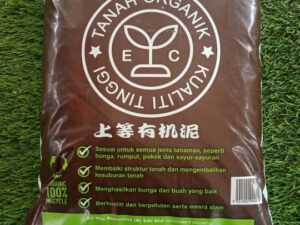 TANAH ORGANIK
E C
KUALITI TINGGI
上等有机泥
Sesuai untuk semua jenis tanaman, seperti
bunga, rumput, pokok dan sayur-sayuran
Membaiki struktur tanah dan mengembalikan
kesuburan tanah
Menghasilkan bunga dan buah yang baik
Berkualiti dan berpatutan serta mesra alam
ORGANIC
100%
RECYCLE